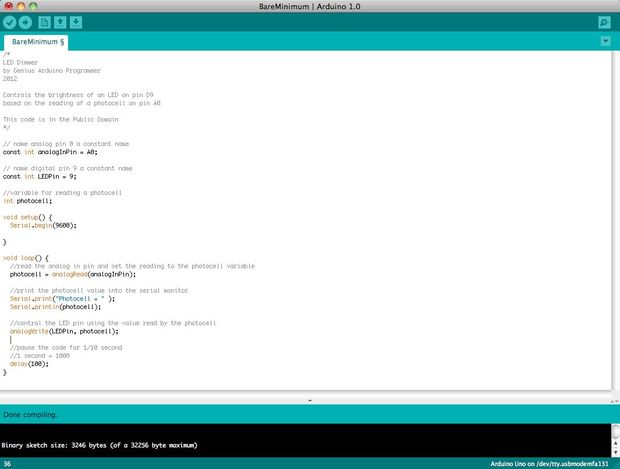 BareMinimum | Arduino 1.0
BareMinimum §
/*
LED Dimmer
by Genius Arduino Programmer
2012

Controls the brightness of an LED on pin D9
based on the reading of a photocell on pin A0

This code is in the Public Domain
*/

// name analog pin 0 a constant name
const int analogInPin = A0;

// name digital pin 9 a constant name
const int LEDPin = 9;

//variable for reading a photocell
int photocell;

void setup() {
  Serial.begin(9600);

}

void loop() {
  //read the analog in pin and set the reading to the photocell variable
  photocell = analogRead(analogInPin);

  //print the photocell value into the serial monitor
  Serial.print("Photocell = " );
  Serial.println(photocell);

  //control the LED pin using the value read by the photocell
  analogWrite(LEDPin, photocell);

  //pause the code for 1/10 second
  //1 second = 1000
  delay(100);
}
Done compiling.
Binary sketch size: 3246 bytes (of a 32256 byte maximum)
36
Arduino Uno on /dev/tty.usbmodemfa131